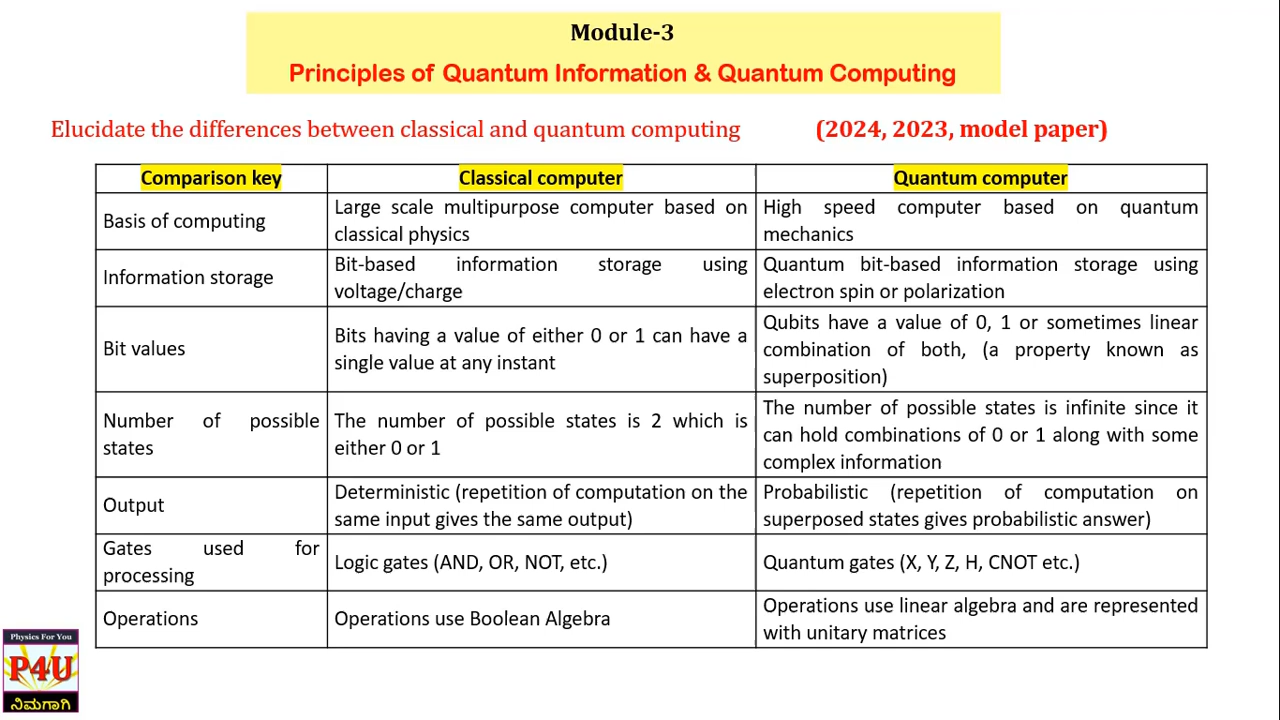 Module-3
Principles of Quantum Information & Quantum Computing
Elucidate the differences between classical and quantum computing (2024, 2023, model paper)
Comparison key
Classical computer
Quantum computer
Basis of computing
Large scale multipurpose computer based on
classical physics
High speed computer based on quantum
mechanics
Information storage
Bit-based information storage using
voltage/charge
Quantum bit-based information storage using
electron spin or polarization
Bit values
Bits having a value of either 0 or 1 can have a
single value at any instant
Qubits have a value of 0, 1 or sometimes linear
combination of both, (a property known as
superposition)
Number of possible
states
The number of possible states is 2 which is
either 0 or 1
The number of possible states is infinite since it
can hold combinations of 0 or 1 along with some
complex information
Output
Deterministic (repetition of computation on the
same input gives the same output)
Probabilistic (repetition of computation on
superposed states gives probabilistic answer)
Gates used for
processing
Logic gates (AND, OR, NOT, etc.)
Quantum gates (X, Y, Z, H, CNOT etc.)
Operations
Operations use Boolean Algebra
Operations use linear algebra and are represented
with unitary matrices
Physics For You
P4U
ನಿಮಗಾಗಿ